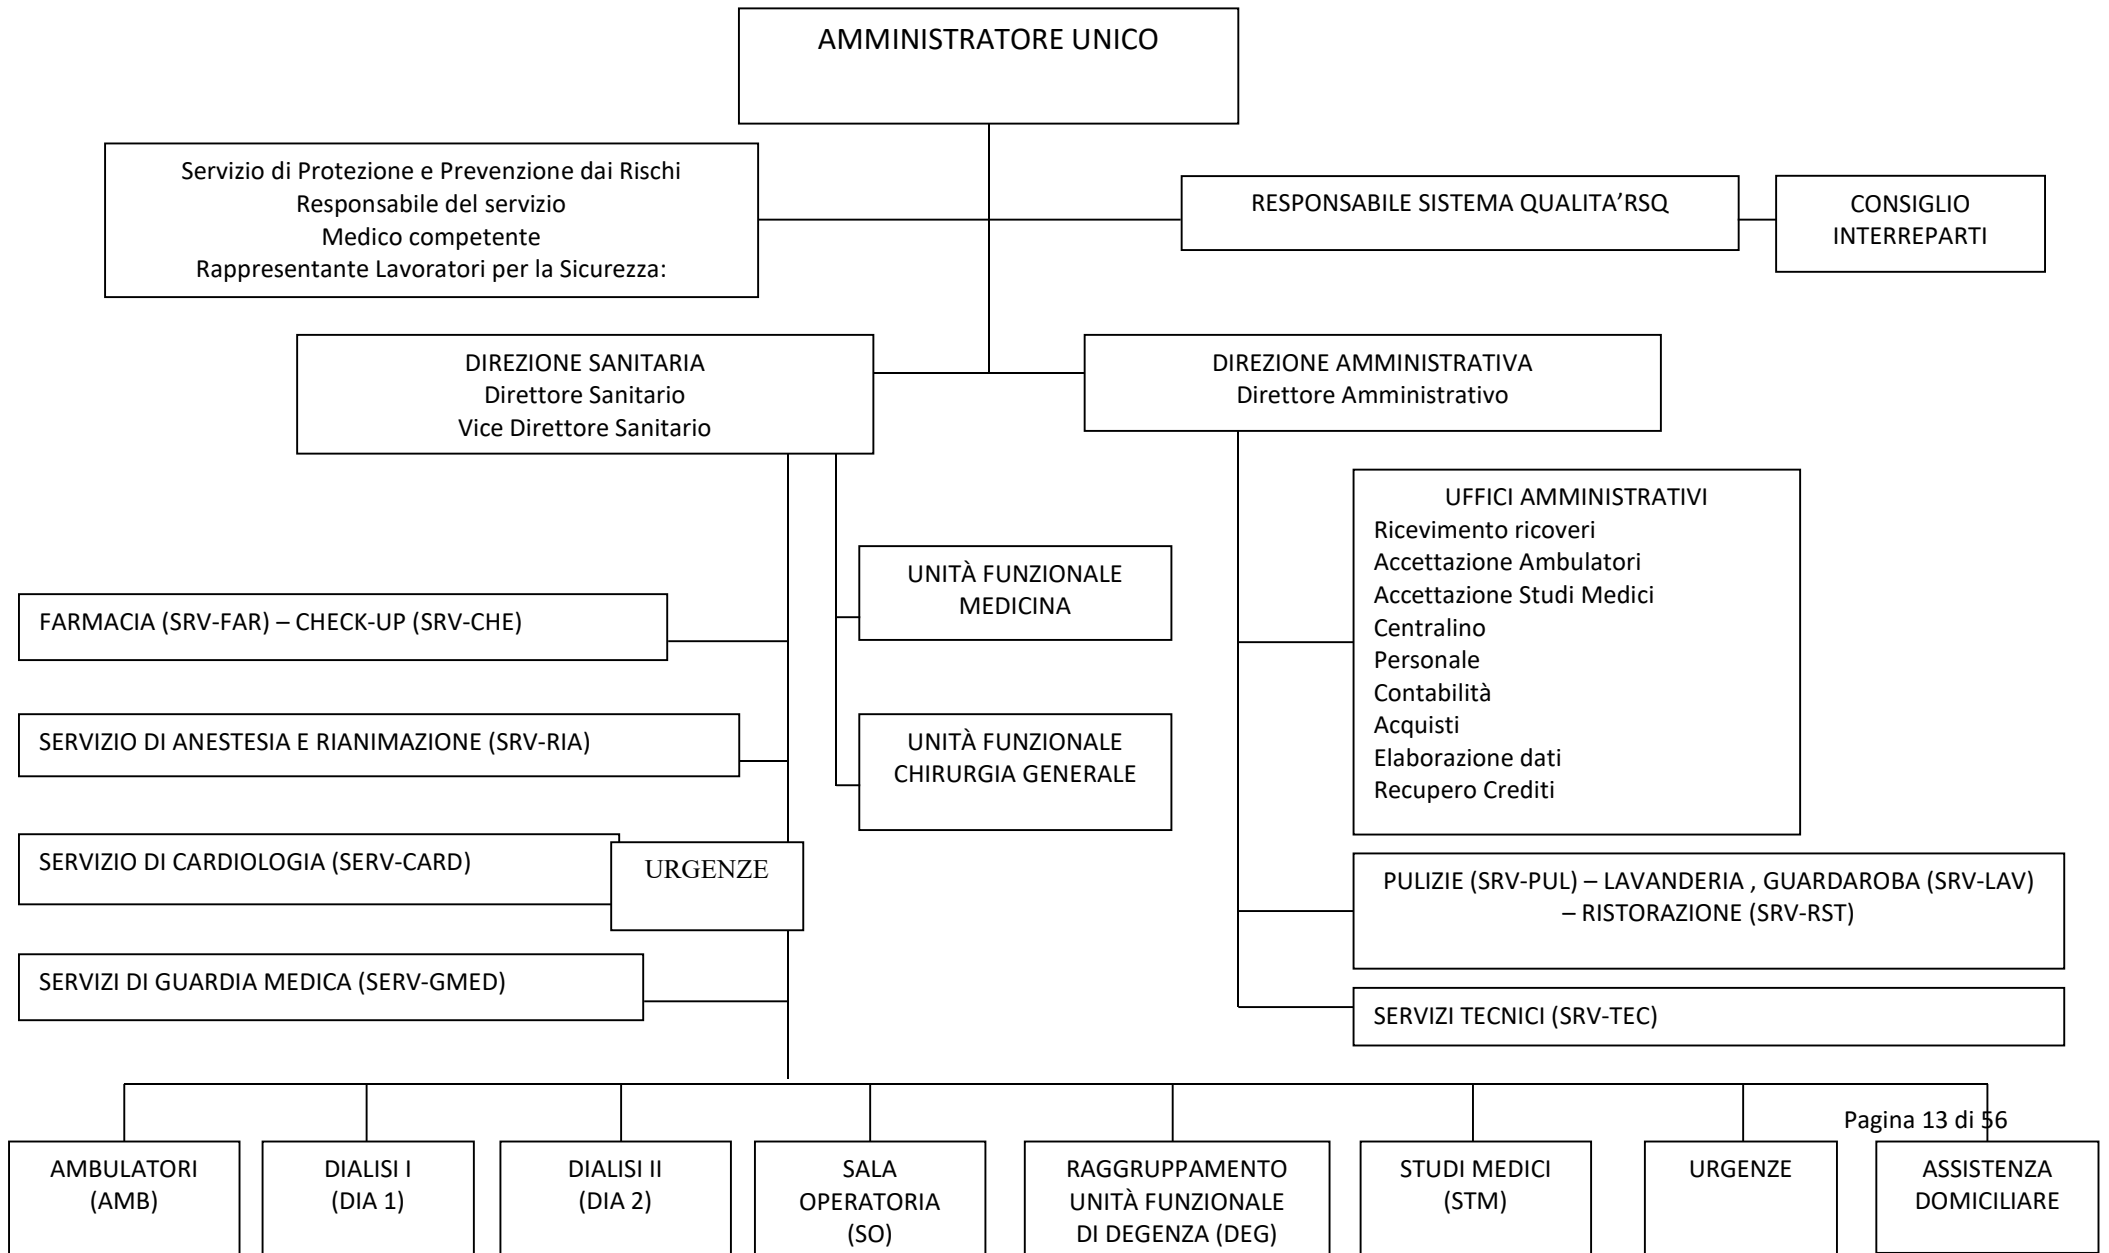 AMMINISTRATORE UNICO
Servizio di Protezione e Prevenzione dai Rischi
Responsabile del servizio
Medico competente
Rappresentante Lavoratori per la Sicurezza:
RESPONSABILE SISTEMA QUALITA’RSQ
CONSIGLIO
INTERREPARTI
DIREZIONE SANITARIA
Direttore Sanitario
Vice Direttore Sanitario
DIREZIONE AMMINISTRATIVA
Direttore Amministrativo
UFFICI AMMINISTRATIVI
Ricevimento ricoveri
Accettazione Ambulatori
Accettazione Studi Medici
Centralino
Personale
Contabilità
Acquisti
Elaborazione dati
Recupero Crediti
UNITÀ FUNZIONALE
MEDICINA
FARMACIA (SRV-FAR) – CHECK-UP (SRV-CHE)
UNITÀ FUNZIONALE
CHIRURGIA GENERALE
SERVIZIO DI ANESTESIA E RIANIMAZIONE (SRV-RIA)
SERVIZIO DI CARDIOLOGIA (SERV-CARD)
URGENZE
PULIZIE (SRV-PUL) – LAVANDERIA , GUARDAROBA (SRV-LAV)
– RISTORAZIONE (SRV-RST)
SERVIZI DI GUARDIA MEDICA (SERV-GMED)
SERVIZI TECNICI (SRV-TEC)
Pagina 13 di 56
AMBULATORI
(AMB)
DIALISI I
(DIA 1)
DIALISI II
(DIA 2)
SALA
OPERATORIA
(SO)
RAGGRUPPAMENTO
UNITÀ FUNZIONALE
DI DEGENZA (DEG)
STUDI MEDICI
(STM)
URGENZE
ASSISTENZA
DOMICILIARE